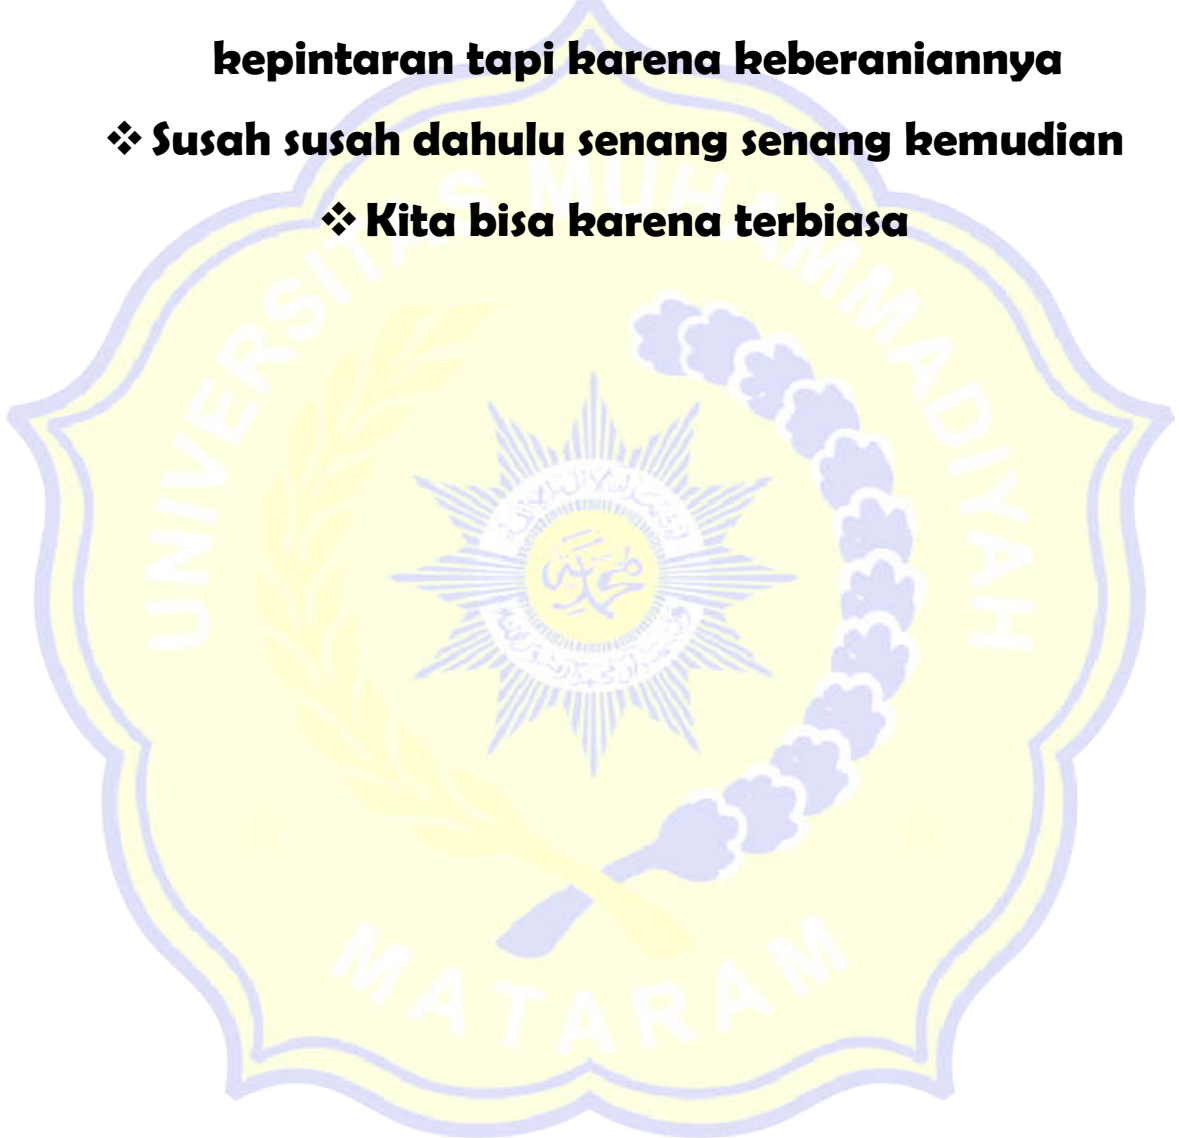 kepintaran tapi karena keberaniannya
❖ Susah susah dahulu senang senang kemudian
❖ Kita bisa karena terbiasa
UNIVERSITAS MUHAMMADIYAH
MATARAM